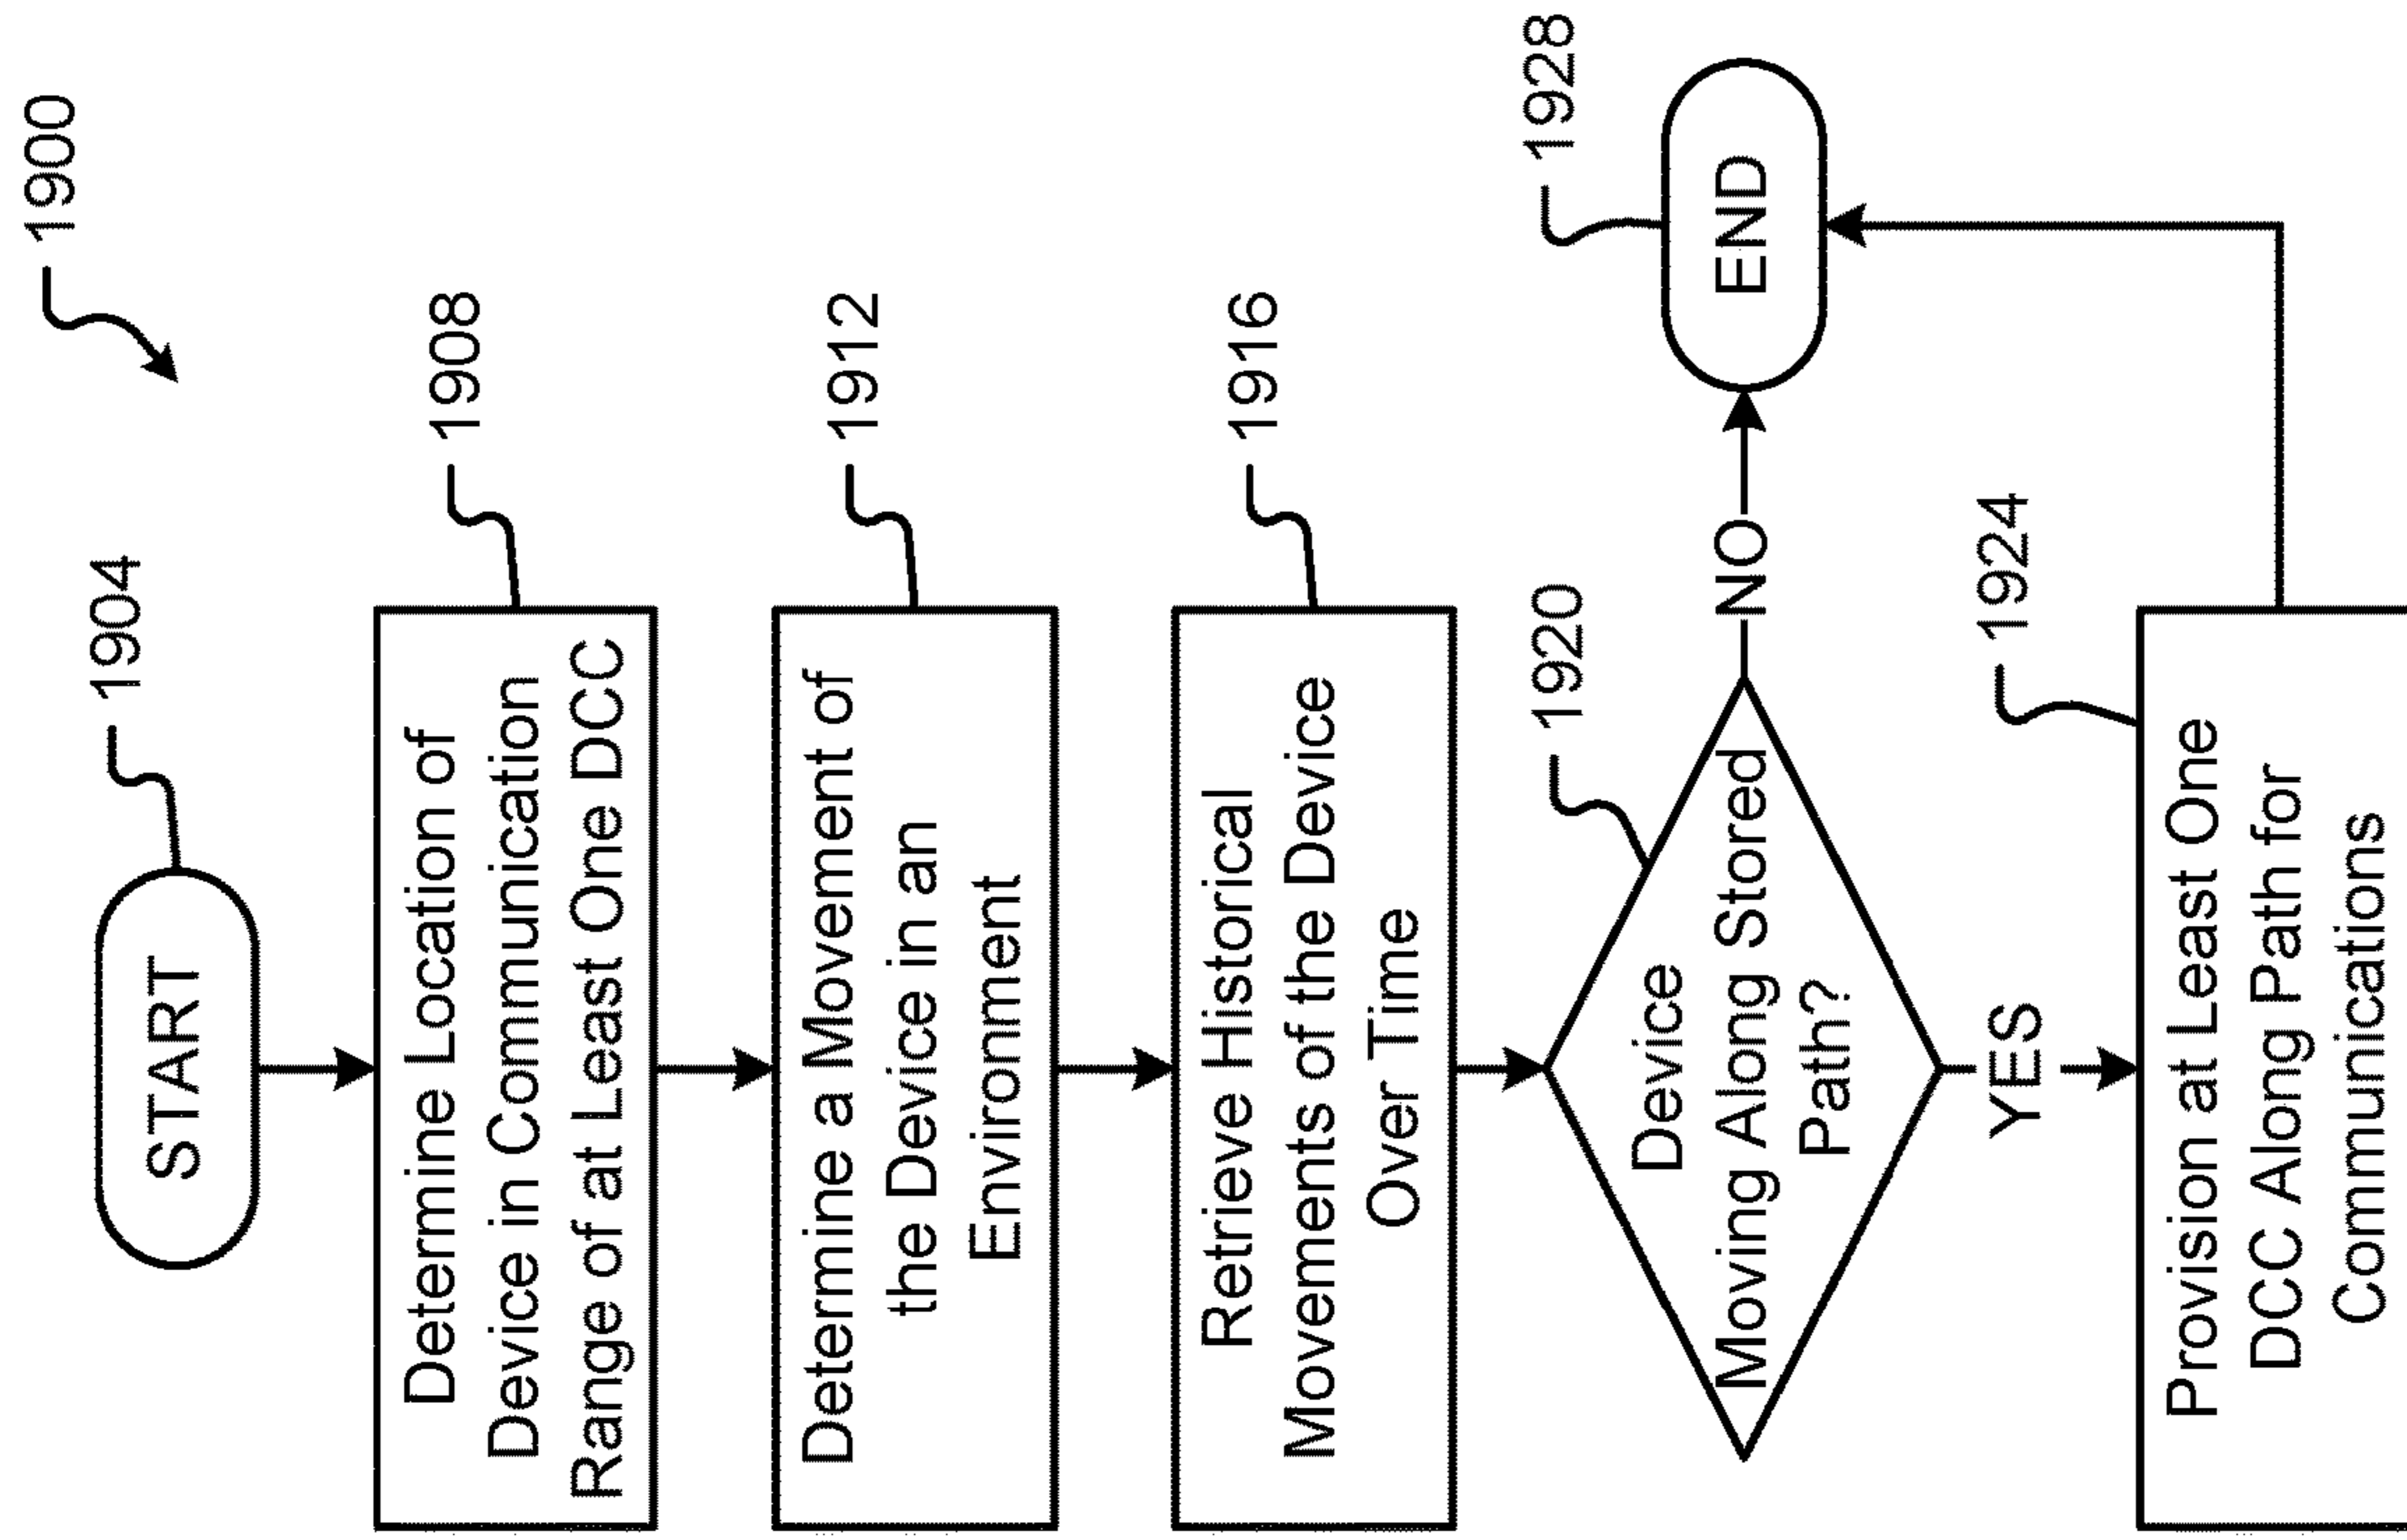 1900
1904
START
1908
Determine Location of
Device in Communication
Range of at Least One DCC
1912
Determine a Movement of
the Device in an
Environment
1916
Retrieve Historical
Movements of the Device
Over Time
1920
Device
Moving Along Stored
Path?
NO
1928
END
YES
1924
Provision at Least One
DCC Along Path for
Communications